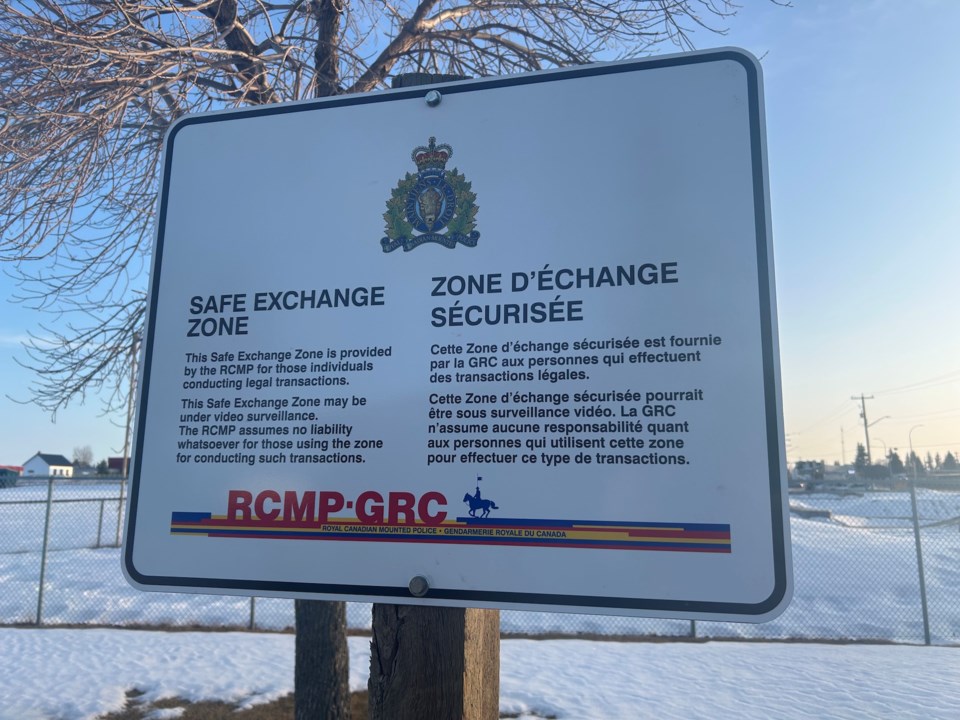 SAFE EXCHANGE
ZONE
This Safe Exchange Zone is provided
by the RCMP for those individuals
conducting legal transactions.
This Safe Exchange Zone may be
under video surveillance.
The RCMP assumes no liability
whatsoever for those using the zone
for conducting such transactions.
ZONE D'ÉCHANGE
SÉCURISÉE
Cette Zone d'échange sécurisée est fournie
par la GRC aux personnes qui effectuent
des transactions légales.
Cette Zone d'échange sécurisée pourrait
être sous surveillance vidéo. La GRC
n'assume aucune responsabilité quant
aux personnes qui utilisent cette zone
pour effectuer ce type de transactions.
RCMP·GRC
ROYAL CANADIAN MOUNTED POLICE • GENDARMERIE ROYALE DU CANADA